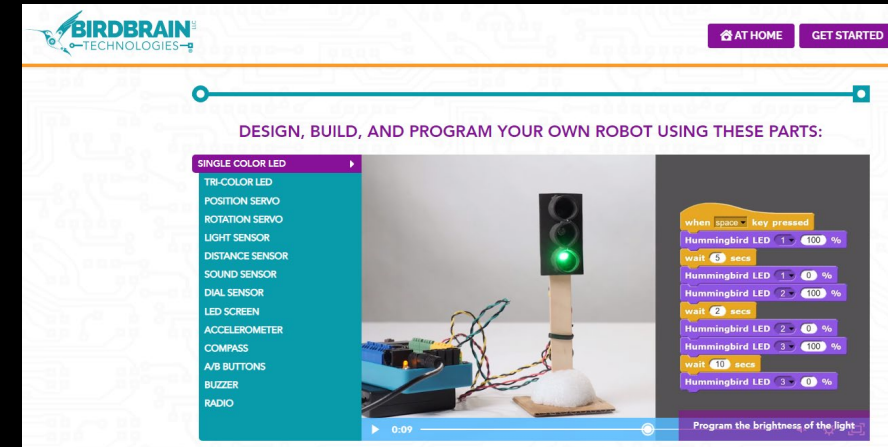 BIRDBRAIN LLC
TECHNOLOGIES
AT HOME
GET STARTED
DESIGN, BUILD, AND PROGRAM YOUR OWN ROBOT USING THESE PARTS:
SINGLE COLOR LED
TRI-COLOR LED
POSITION SERVO
ROTATION SERVO
LIGHT SENSOR
DISTANCE SENSOR
SOUND SENSOR
DIAL SENSOR
LED SCREEN
ACCELEROMETER
COMPASS
A/B BUTTONS
BUZZER
RADIO
when space key pressed
Hummingbird LED 1 100 %
wait 5 secs
Hummingbird LED 1 0 %
Hummingbird LED 2 100 %
wait 2 secs
Hummingbird LED 2 0 %
Hummingbird LED 3 100 %
wait 10 secs
Hummingbird LED 3 0 %
0:09
Program the brightness of the light